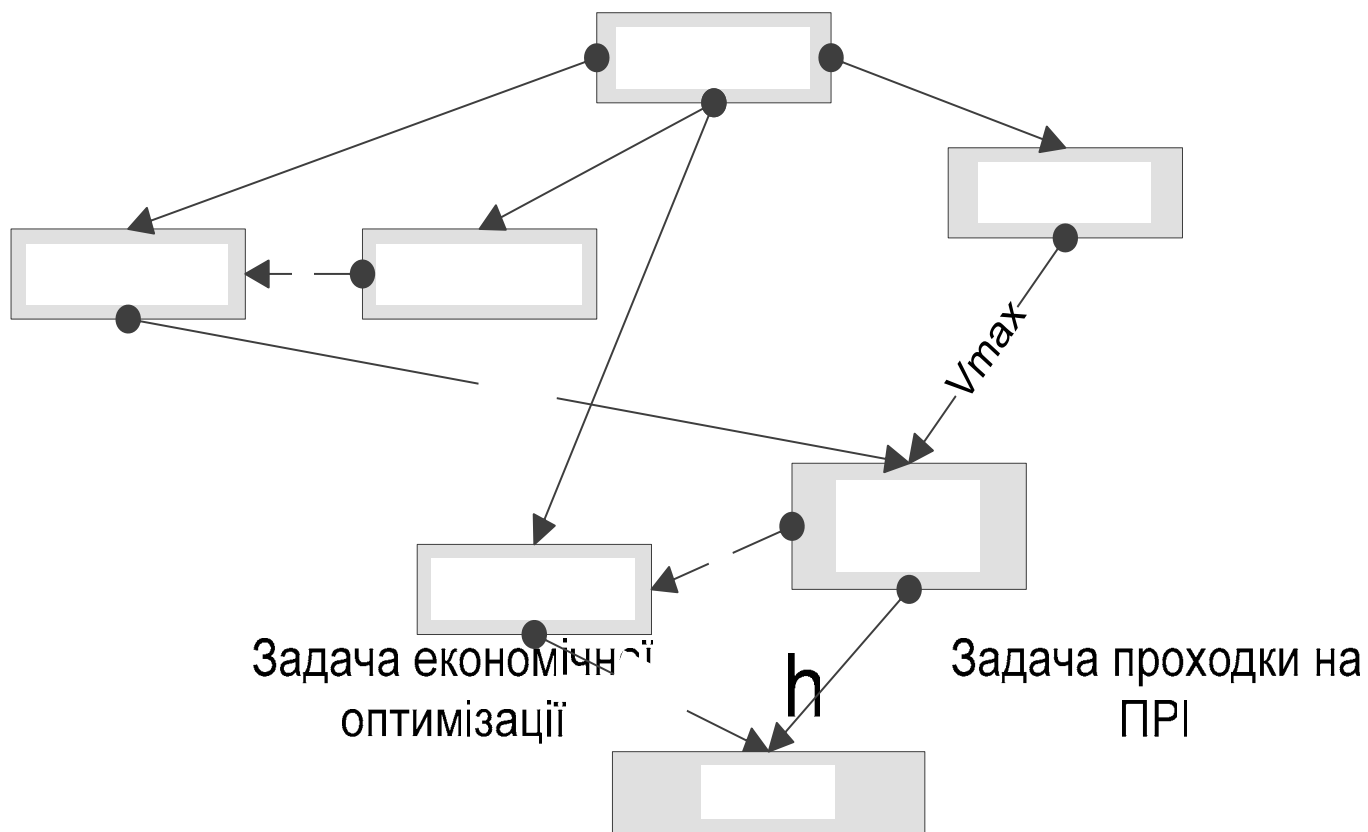 Vmax
Задача економічної
оптимізації
h
Задача проходки на
ПРІ